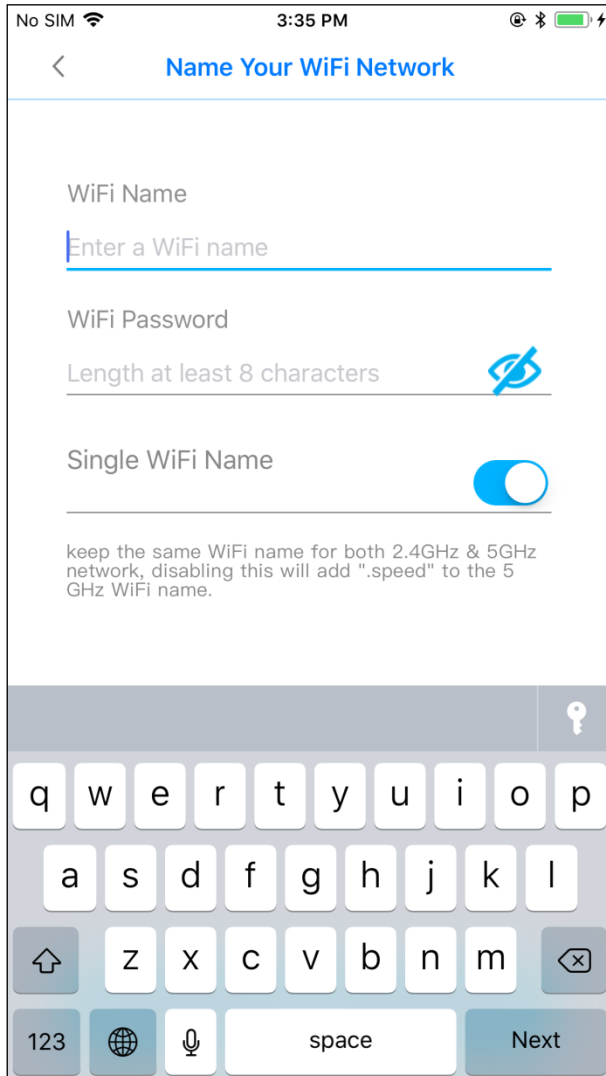 No SIM 3:35 PM
Name Your WiFi Network
WiFi Name
Enter a WiFi name
WiFi Password
Length at least 8 characters
Single WiFi Name
keep the same WiFi name for both 2.4GHz & 5GHz
network, disabling this will add ".speed" to the 5
GHz WiFi name.
q w e r t y u i o p
a s d f g h j k l
z x c v b n m
123 space Next